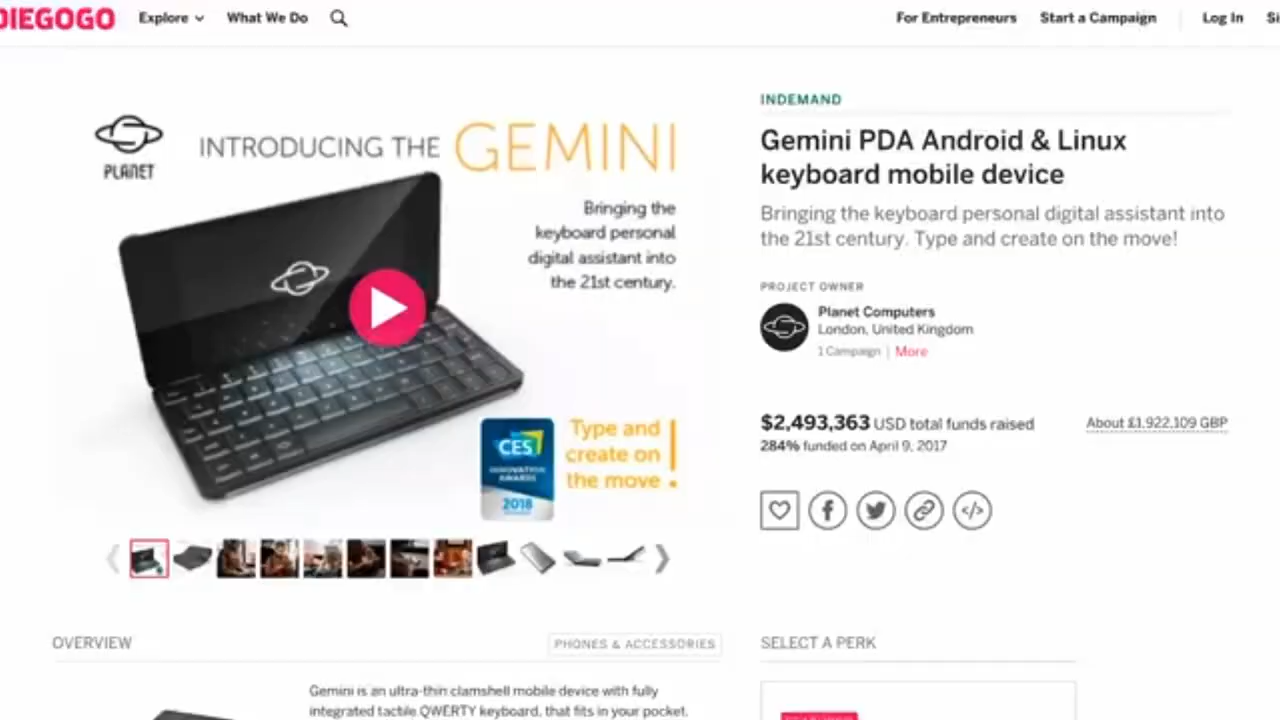 DIEGOGO
Explore
What We Do
For Entrepreneurs
Start a Campaign
Log In
PLANET
INTRODUCING THE GEMINI
Bringing the
keyboard personal
digital assistant into
the 21st century.
CES
INNOVATION
AWARDS
2018
Type and
create on
the move
!
INDEMAND
Gemini PDA Android & Linux
keyboard mobile device
Bringing the keyboard personal digital assistant into
the 21st century. Type and create on the move!
PROJECT OWNER
Planet Computers
London, United Kingdom
1 Campaign | More
$2,493,363 USD total funds raised
About £1,922,109 GBP
284% funded on April 9, 2017
OVERVIEW
PHONES & ACCESSORIES
SELECT A PERK
Gemini is an ultra-thin clamshell mobile device with fully
integrated tactile QWERTY keyboard, that fits in your pocket.